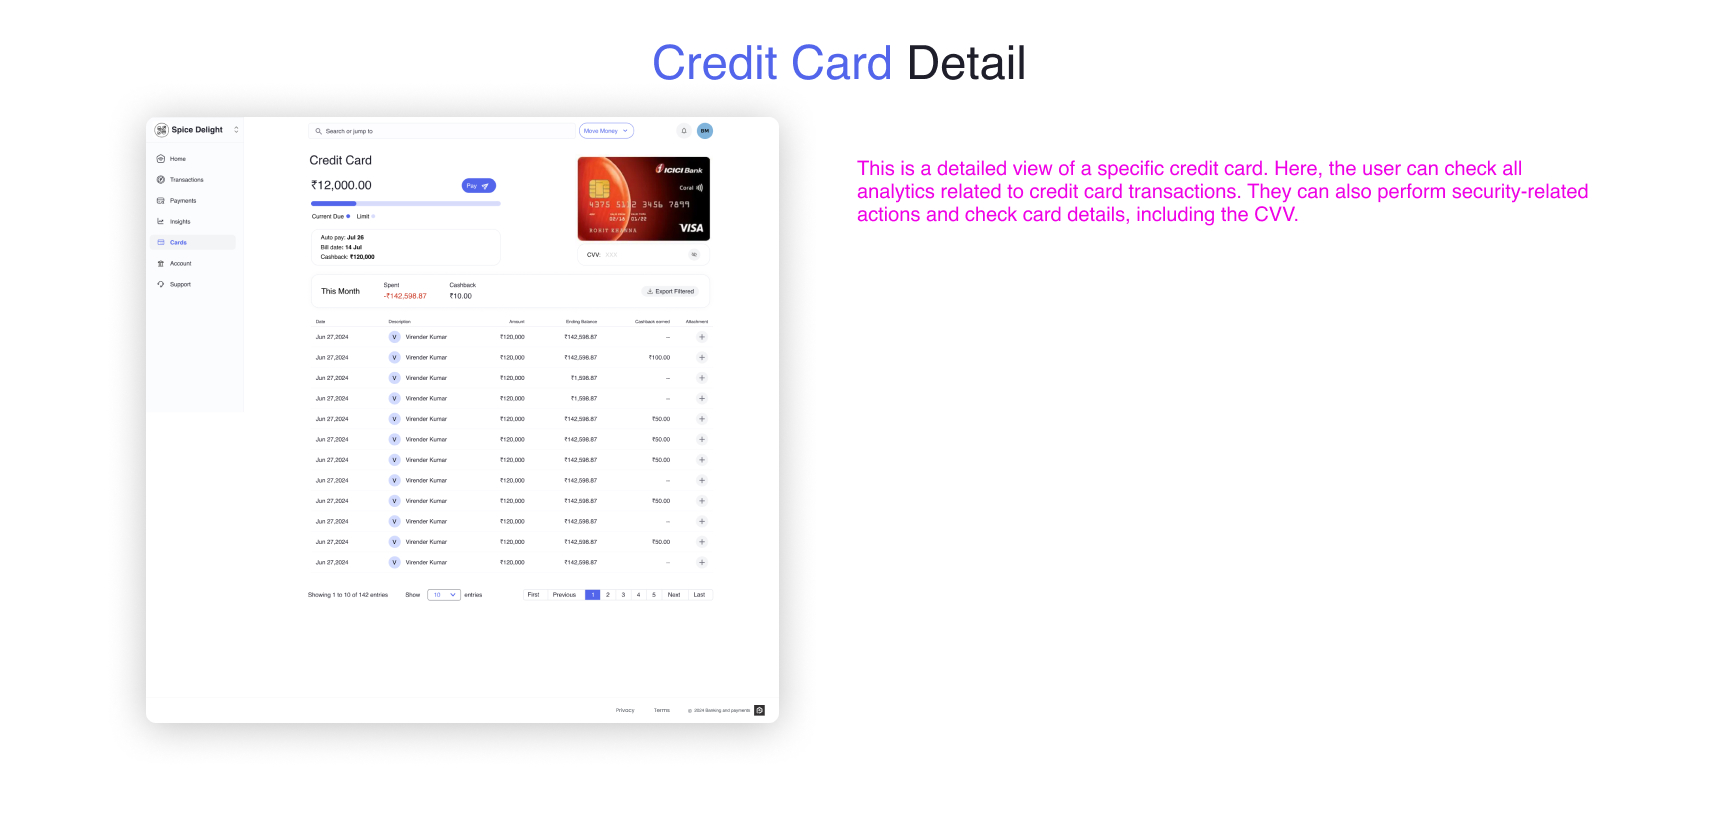 Credit Card Detail
Spice Delight
Search or jump to
Move Money
BM
Home
Transactions
Payments
Insights
Cards
Account
Support
Credit Card
₹12,000.00
Pay
Current Due
Limit
Auto pay: Jul 26
Bill date: 14 Jul
Cashback: ₹120,000
ICICI Bank
Coral
4375 5172 3456 7899
02/16 01/22
ROHIT KHANNA
VISA
CVV: XXX
This Month
Spent
-₹142,598.87
Cashback
₹10.00
Export Filtered
Date Description Amount Ending Balance Cashback earned Attachment
Jun 27,2024 V Virender Kumar ₹120,000 ₹142,598.87 --
Jun 27,2024 V Virender Kumar ₹120,000 ₹142,598.87 ₹100.00
Jun 27,2024 V Virender Kumar ₹120,000 ₹1,598.87 --
Jun 27,2024 V Virender Kumar ₹120,000 ₹1,598.87 --
Jun 27,2024 V Virender Kumar ₹120,000 ₹142,598.87 ₹50.00
Jun 27,2024 V Virender Kumar ₹120,000 ₹142,598.87 ₹50.00
Jun 27,2024 V Virender Kumar ₹120,000 ₹142,598.87 ₹50.00
Jun 27,2024 V Virender Kumar ₹120,000 ₹142,598.87 --
Jun 27,2024 V Virender Kumar ₹120,000 ₹142,598.87 ₹50.00
Jun 27,2024 V Virender Kumar ₹120,000 ₹142,598.87 --
Jun 27,2024 V Virender Kumar ₹120,000 ₹142,598.87 ₹50.00
Jun 27,2024 V Virender Kumar ₹120,000 ₹142,598.87 --
Showing 1 to 10 of 142 entries Show 10 entries First Previous 1 2 3 4 5 Next Last
Privacy Terms © 2024 Banking and payments
This is a detailed view of a specific credit card. Here, the user can check all
analytics related to credit card transactions. They can also perform security-related
actions and check card details, including the CVV.